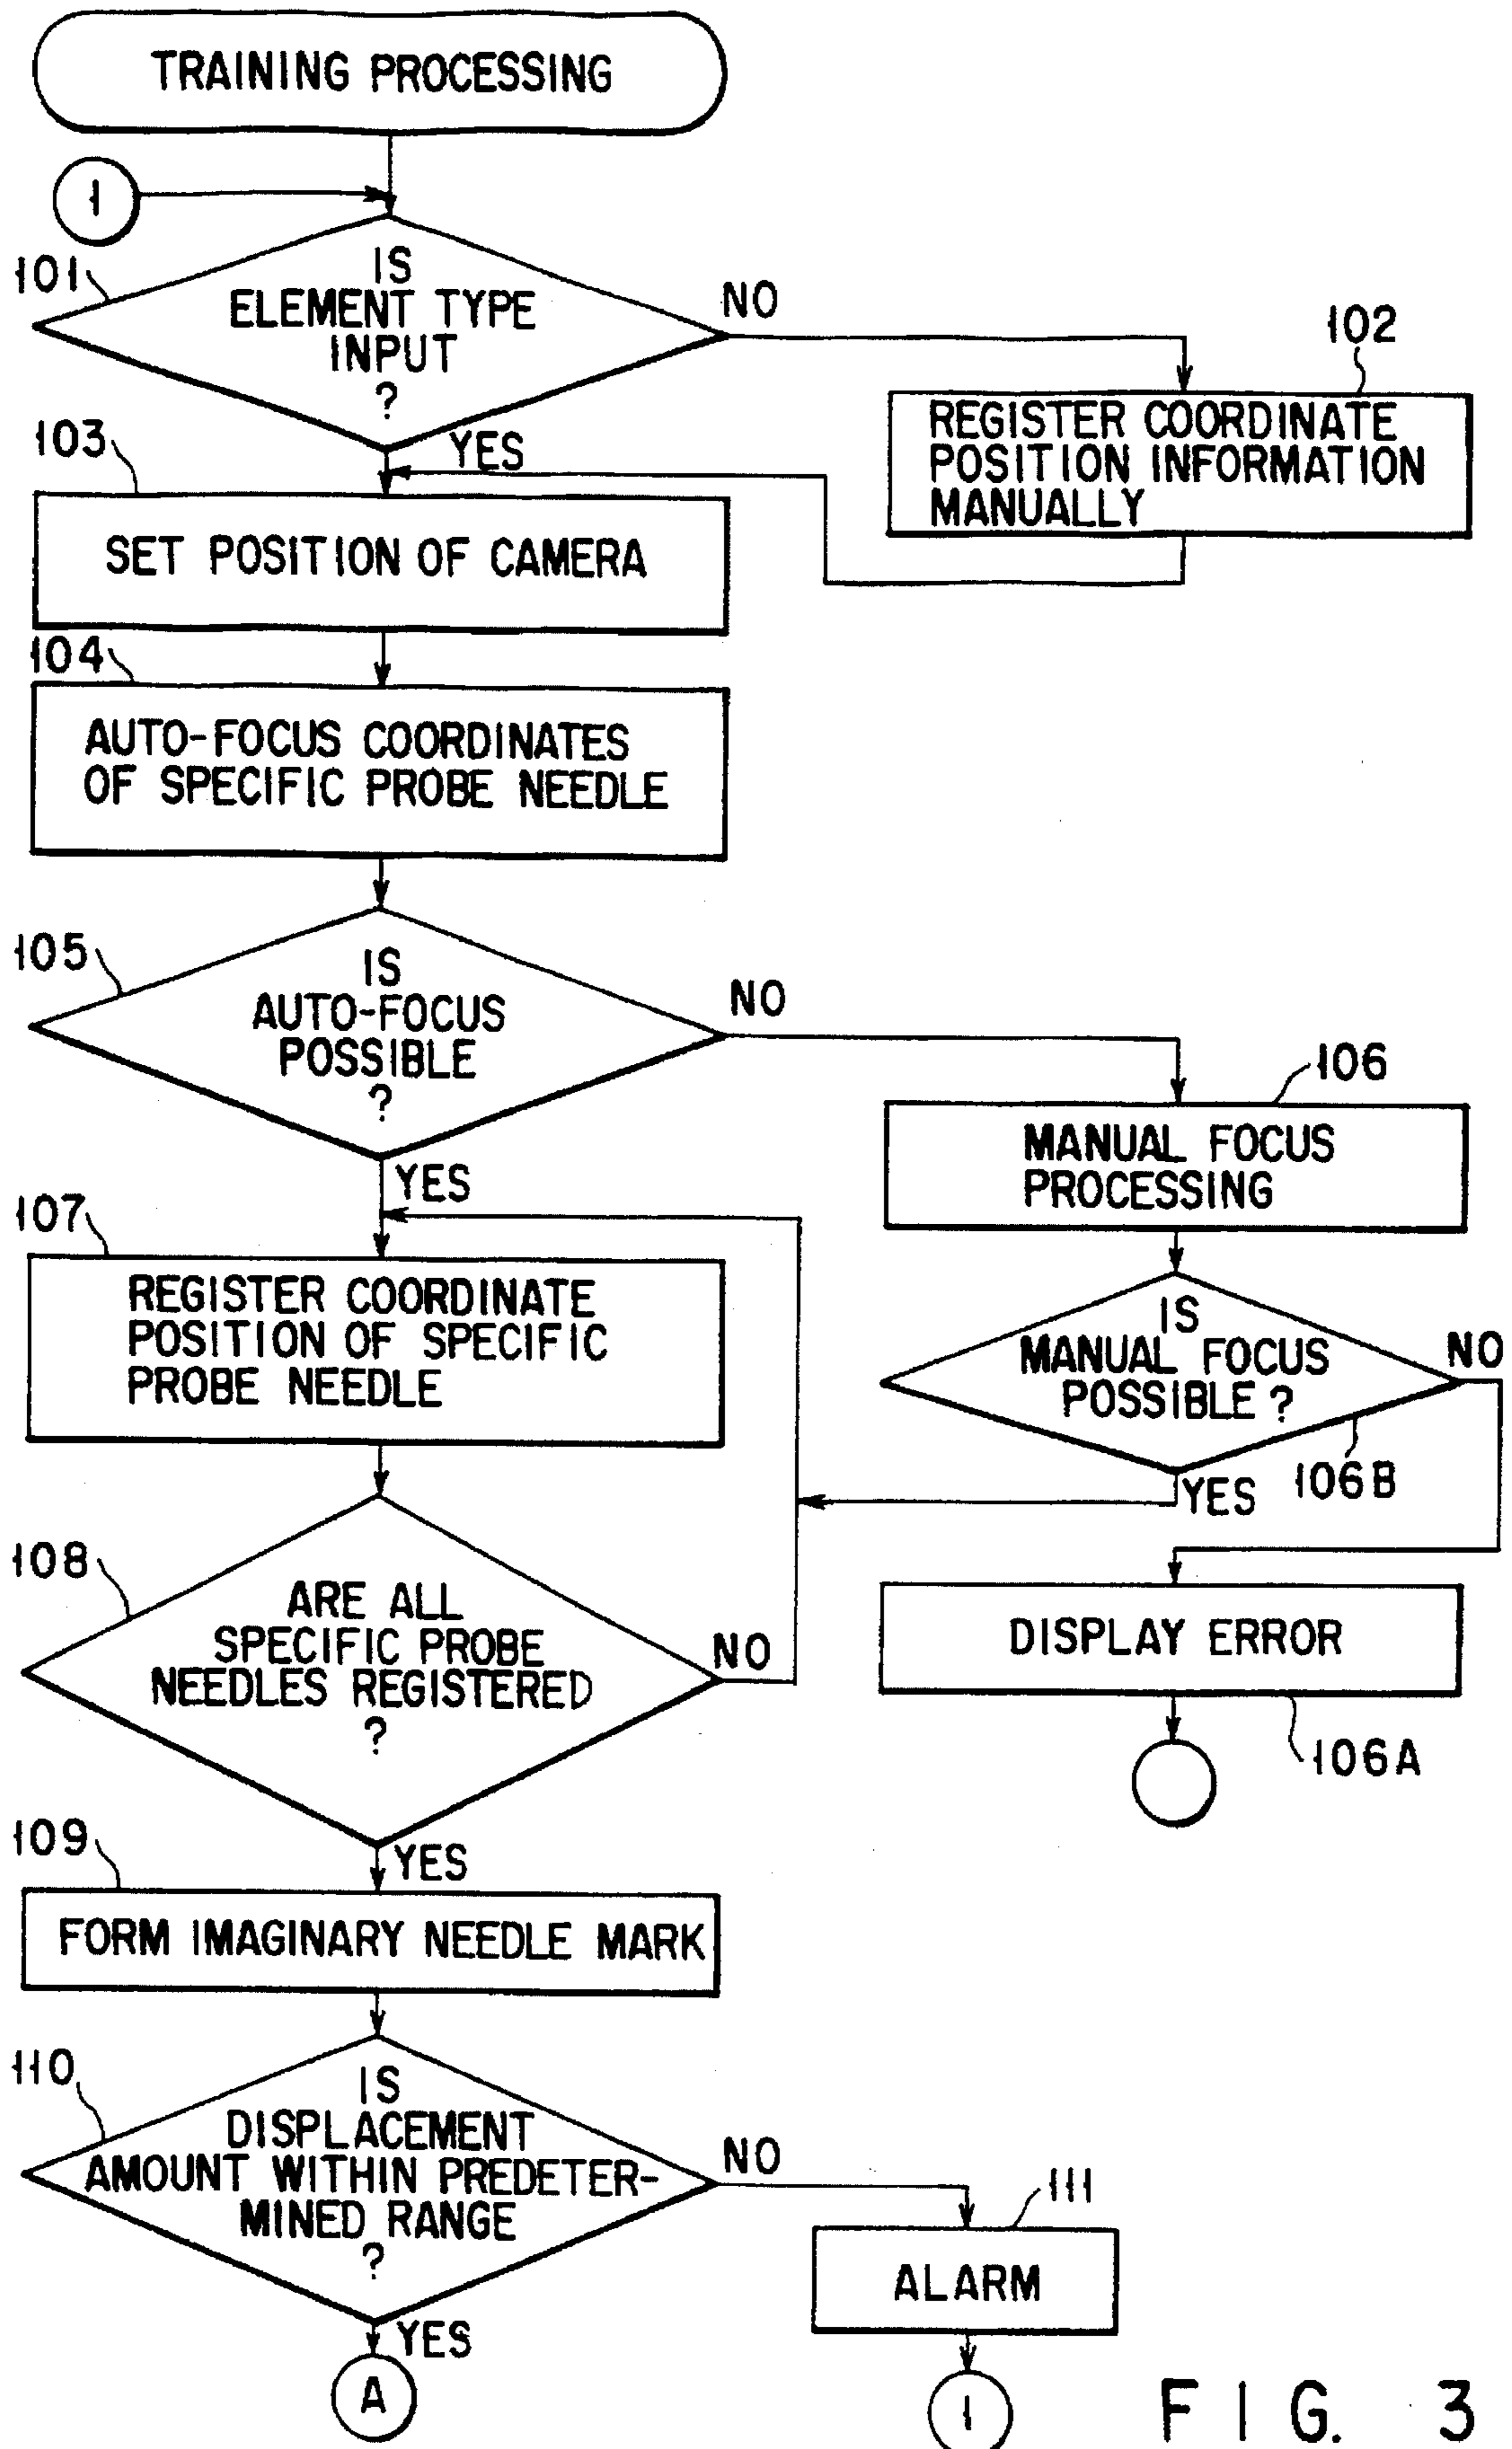 TRAINING PROCESSING
1
101
IS
ELEMENT TYPE
INPUT
?
NO
102
REGISTER COORDINATE
POSITION INFORMATION
MANUALLY
YES
103
SET POSITION OF CAMERA
104
AUTO-FOCUS COORDINATES
OF SPECIFIC PROBE NEEDLE
105
IS
AUTO-FOCUS
POSSIBLE
?
NO
106
MANUAL FOCUS
PROCESSING
YES
107
REGISTER COORDINATE
POSITION OF SPECIFIC
PROBE NEEDLE
IS
MANUAL FOCUS
POSSIBLE ?
NO
106B
YES
108
ARE ALL
SPECIFIC PROBE
NEEDLES REGISTERED
?
NO
DISPLAY ERROR
106A
YES
109
FORM IMAGINARY NEEDLE MARK
110
IS
DISPLACEMENT
AMOUNT WITHIN PREDETER-
MINED RANGE
?
NO
111
ALARM
YES
A
1
FIG. 3